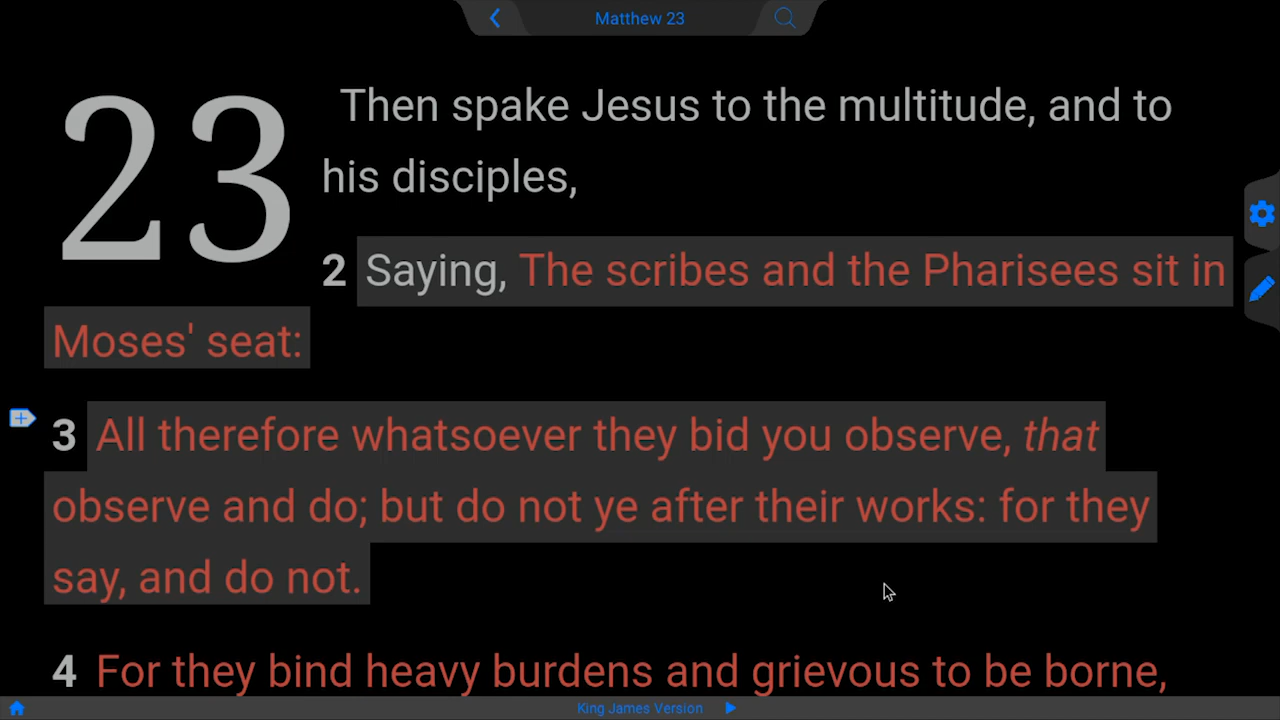 Matthew 23
23 Then spake Jesus to the multitude, and to
his disciples,
2 Saying, The scribes and the Pharisees sit in
Moses' seat:
3 All therefore whatsoever they bid you observe, that
observe and do; but do not ye after their works: for they
say, and do not.
4 For they bind heavy burdens and grievous to be borne,
King James Version